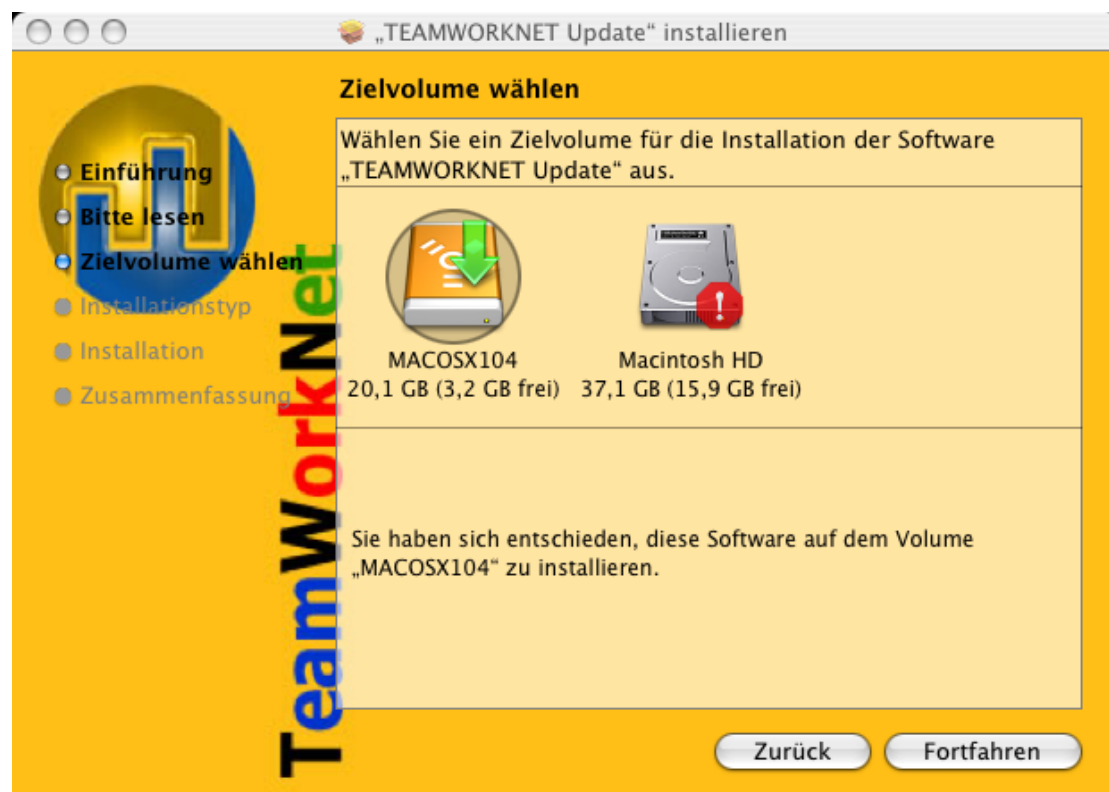 „TEAMWORKNET Update“ installieren
Zielvolume wählen
Wählen Sie ein Zielvolume für die Installation der Software
„TEAMWORKNET Update“ aus.
Einführung
Bitte lesen
Zielvolume wählen
Installationstyp
Installation
Zusammenfassung
TeamWorkNet
MACOSX104
20,1 GB (3,2 GB frei)
Macintosh HD
37,1 GB (15,9 GB frei)
Sie haben sich entschieden, diese Software auf dem Volume
„MACOSX104“ zu installieren.
Zurück
Fortfahren